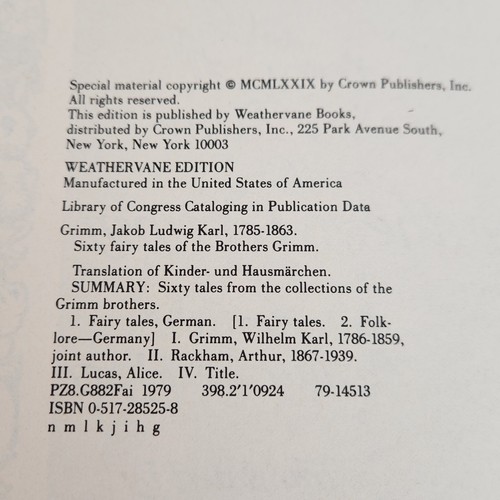 Special material copyright © MCMLXXIX by Crown Publishers, Inc.
All rights reserved.
This edition is published by Weathervane Books,
distributed by Crown Publishers, Inc., 225 Park Avenue South,
New York, New York 10003
WEATHERVANE EDITION
Manufactured in the United States of America
Library of Congress Cataloging in Publication Data
Grimm, Jakob Ludwig Karl, 1785-1863.
Sixty fairy tales of the Brothers Grimm.
Translation of Kinder- und Hausmärchen.
SUMMARY: Sixty tales from the collections of the
Grimm brothers.
1. Fairy tales, German. [1. Fairy tales. 2. Folk-
lore—Germany] I. Grimm, Wilhelm Karl, 1786-1859,
joint author. II. Rackham, Arthur, 1867-1939.
III. Lucas, Alice. IV. Title.
PZ8.G882Fai 1979 398.2'1'0924 79-14513
ISBN 0-517-28525-8
n m l k j i h g